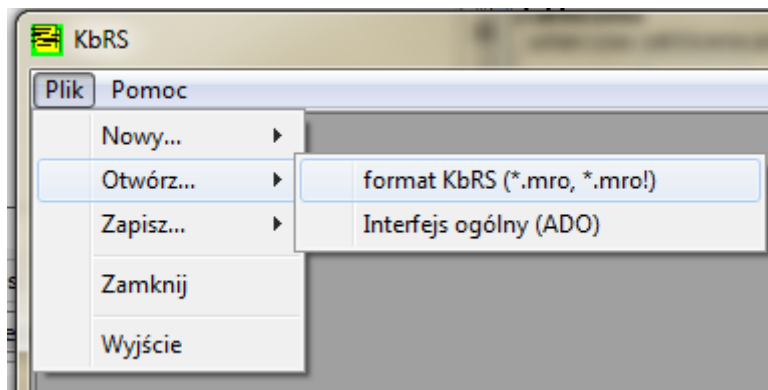 KbRS
Plik Pomoc
Nowy...
Otwórz...
format KbRS (*.mro, *.mro!)
Zapisz...
Interfejs ogólny (ADO)
Zamknij
Wyjście